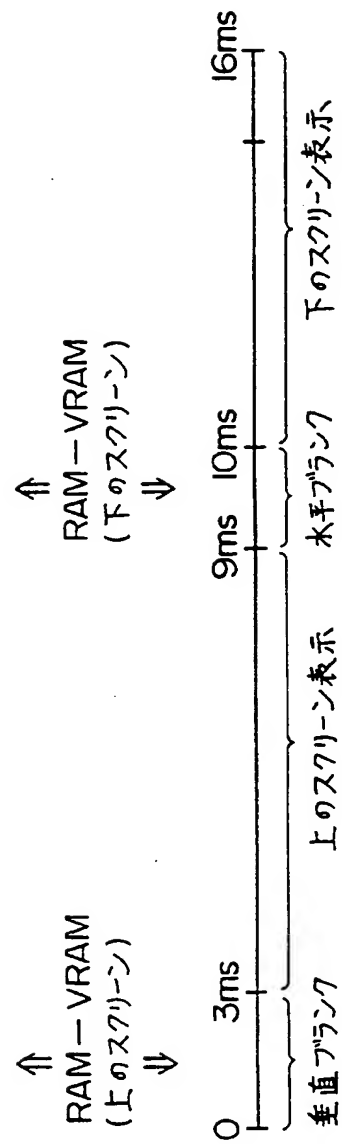 RAM－VRAM
(上のスクリーン)
RAM－VRAM
(下のスクリーン)
0
3ms
9ms
10ms
16ms
垂直ブランク
上のスクリーン表示
水平ブランク
下のスクリーン表示